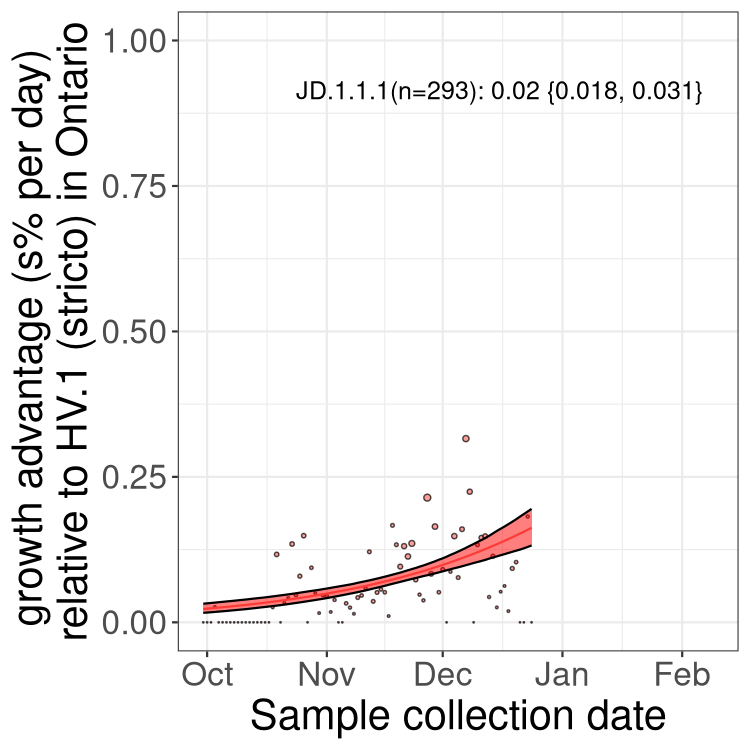 growth advantage (s% per day)
relative to HV.1 (stricto) in Ontario
1.00
0.75
0.50
0.25
0.00
JD.1.1.1(n=293): 0.02 {0.018, 0.031}
Oct Nov Dec Jan Feb
Sample collection date